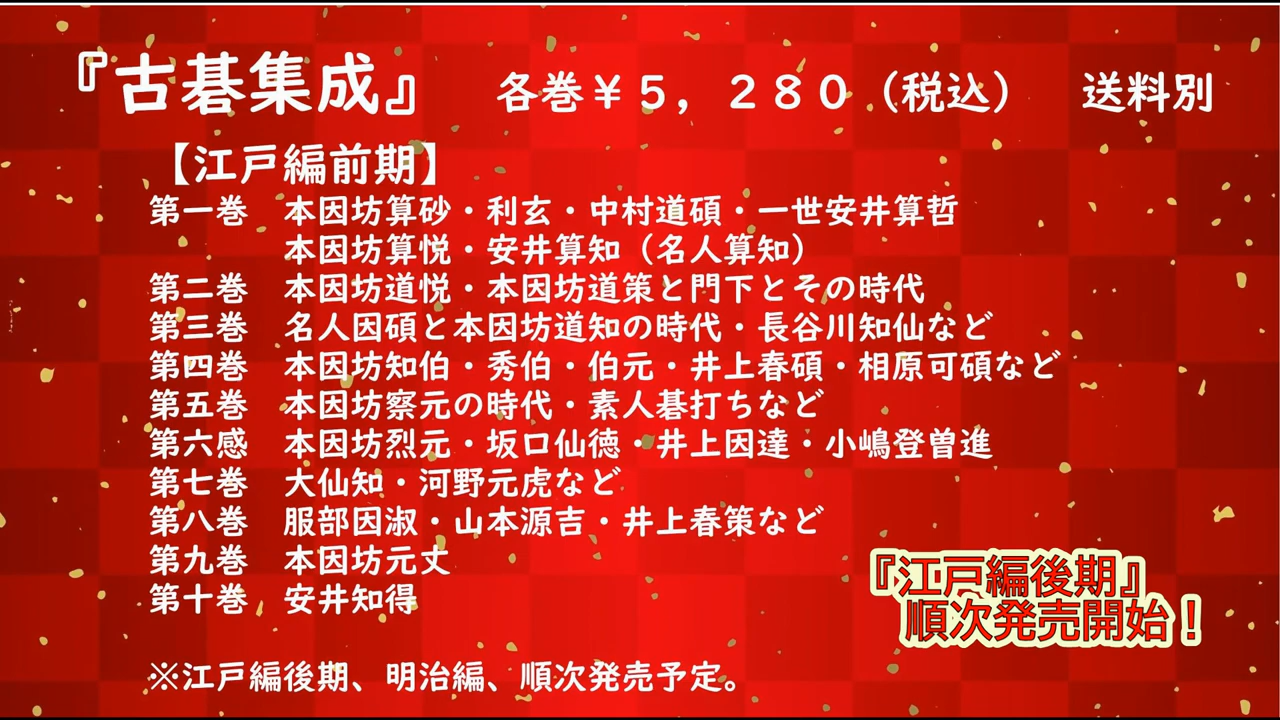 『古碁集成』　各巻￥５，２８０（税込）　送料別
【江戸編前期】
第一巻　本因坊算砂・利玄・中村道碩・一世安井算哲
本因坊算悦・安井算知（名人算知）
第二巻　本因坊道悦・本因坊道策と門下とその時代
第三巻　名人因碩と本因坊道知の時代・長谷川知仙など
第四巻　本因坊知伯・秀伯・伯元・井上春碩・相原可碩など
第五巻　本因坊察元の時代・素人碁打ちなど
第六感　本因坊烈元・坂口仙徳・井上因達・小嶋登曽進
第七巻　大仙知・河野元虎など
第八巻　服部因淑・山本源吉・井上春策など
第九巻　本因坊元丈
第十巻　安井知得
『江戸編後期』
順次発売開始！
※江戸編後期、明治編、順次発売予定。